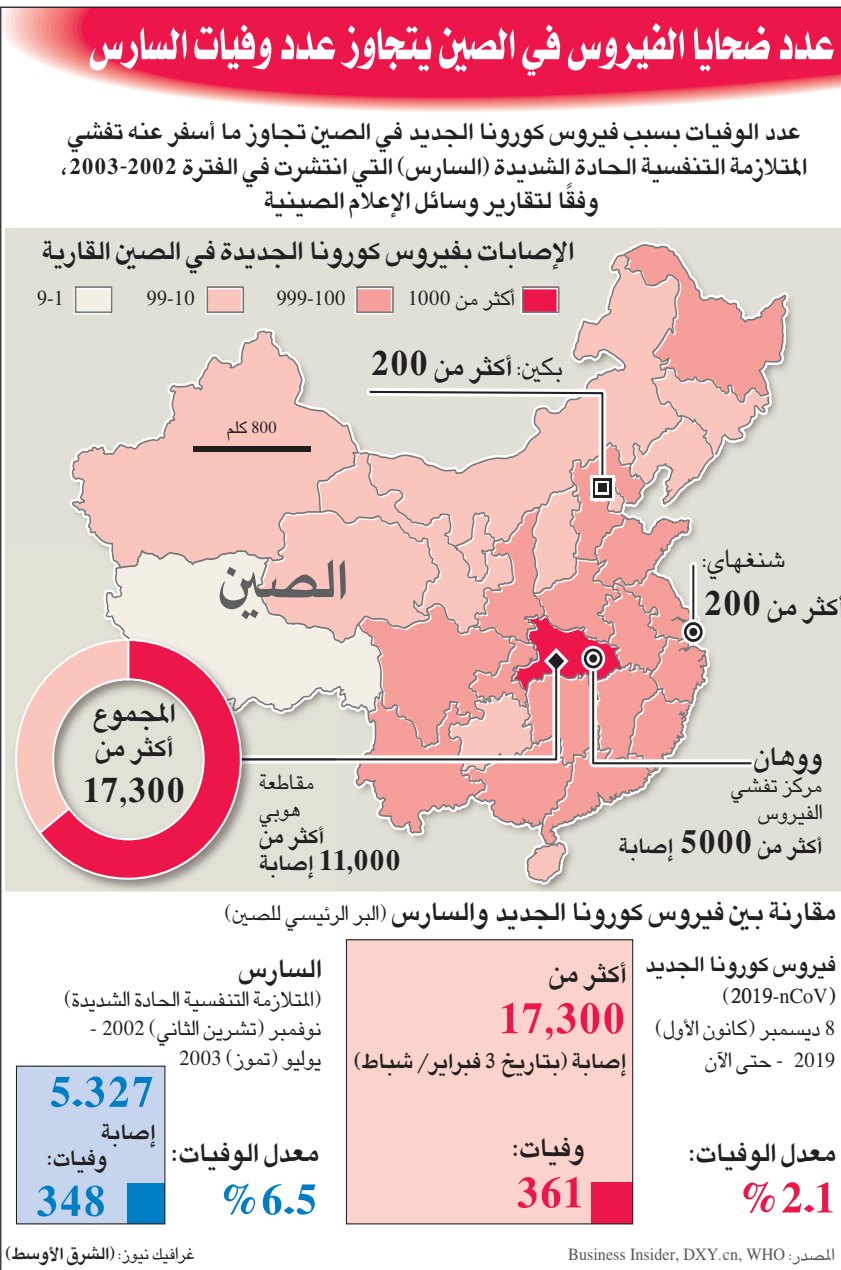 عدد ضحايا الفيروس في الصين يتجاوز عدد وفيات السارس
عدد الوفيات بسبب فيروس كورونا الجديد في الصين تجاوز ما أسفر عنه تفشي
المتلازمة التنفسية الحادة الشديدة (السارس) التي انتشرت في الفترة 2002-2003،
وفقًا لتقارير وسائل الإعلام الصينية
الإصابات بفيروس كورونا الجديدة في الصين القارية
أكثر من 1000
999-100
99-10
9-1
بكين: أكثر من 200
800 كلم
شنغهاي:
أكثر من 200
الصين
المجموع
أكثر من
17,300
مقاطعة
هوبي
أكثر من
11,000 إصابة
ووهان
مركز تفشي
الفيروس
أكثر من 5000 إصابة
مقارنة بين فيروس كورونا الجديد والسارس (البر الرئيسي للصين)
فيروس كورونا الجديد
(2019-nCoV)
8 ديسمبر (كانون الأول)
2019 - حتى الآن
معدل الوفيات:
2.1 %
أكثر من
17,300
إصابة (بتاريخ 3 فبراير/ شباط)
وفيات:
361
السارس
(المتلازمة التنفسية الحادة الشديدة)
نوفمبر (تشرين الثاني) 2002 -
يوليو (تموز) 2003
معدل الوفيات:
6.5 %
5.327
إصابة
وفيات:
348
المصدر: Business Insider, DXY.cn, WHO
غرافيك نيوز: (الشرق الأوسط)